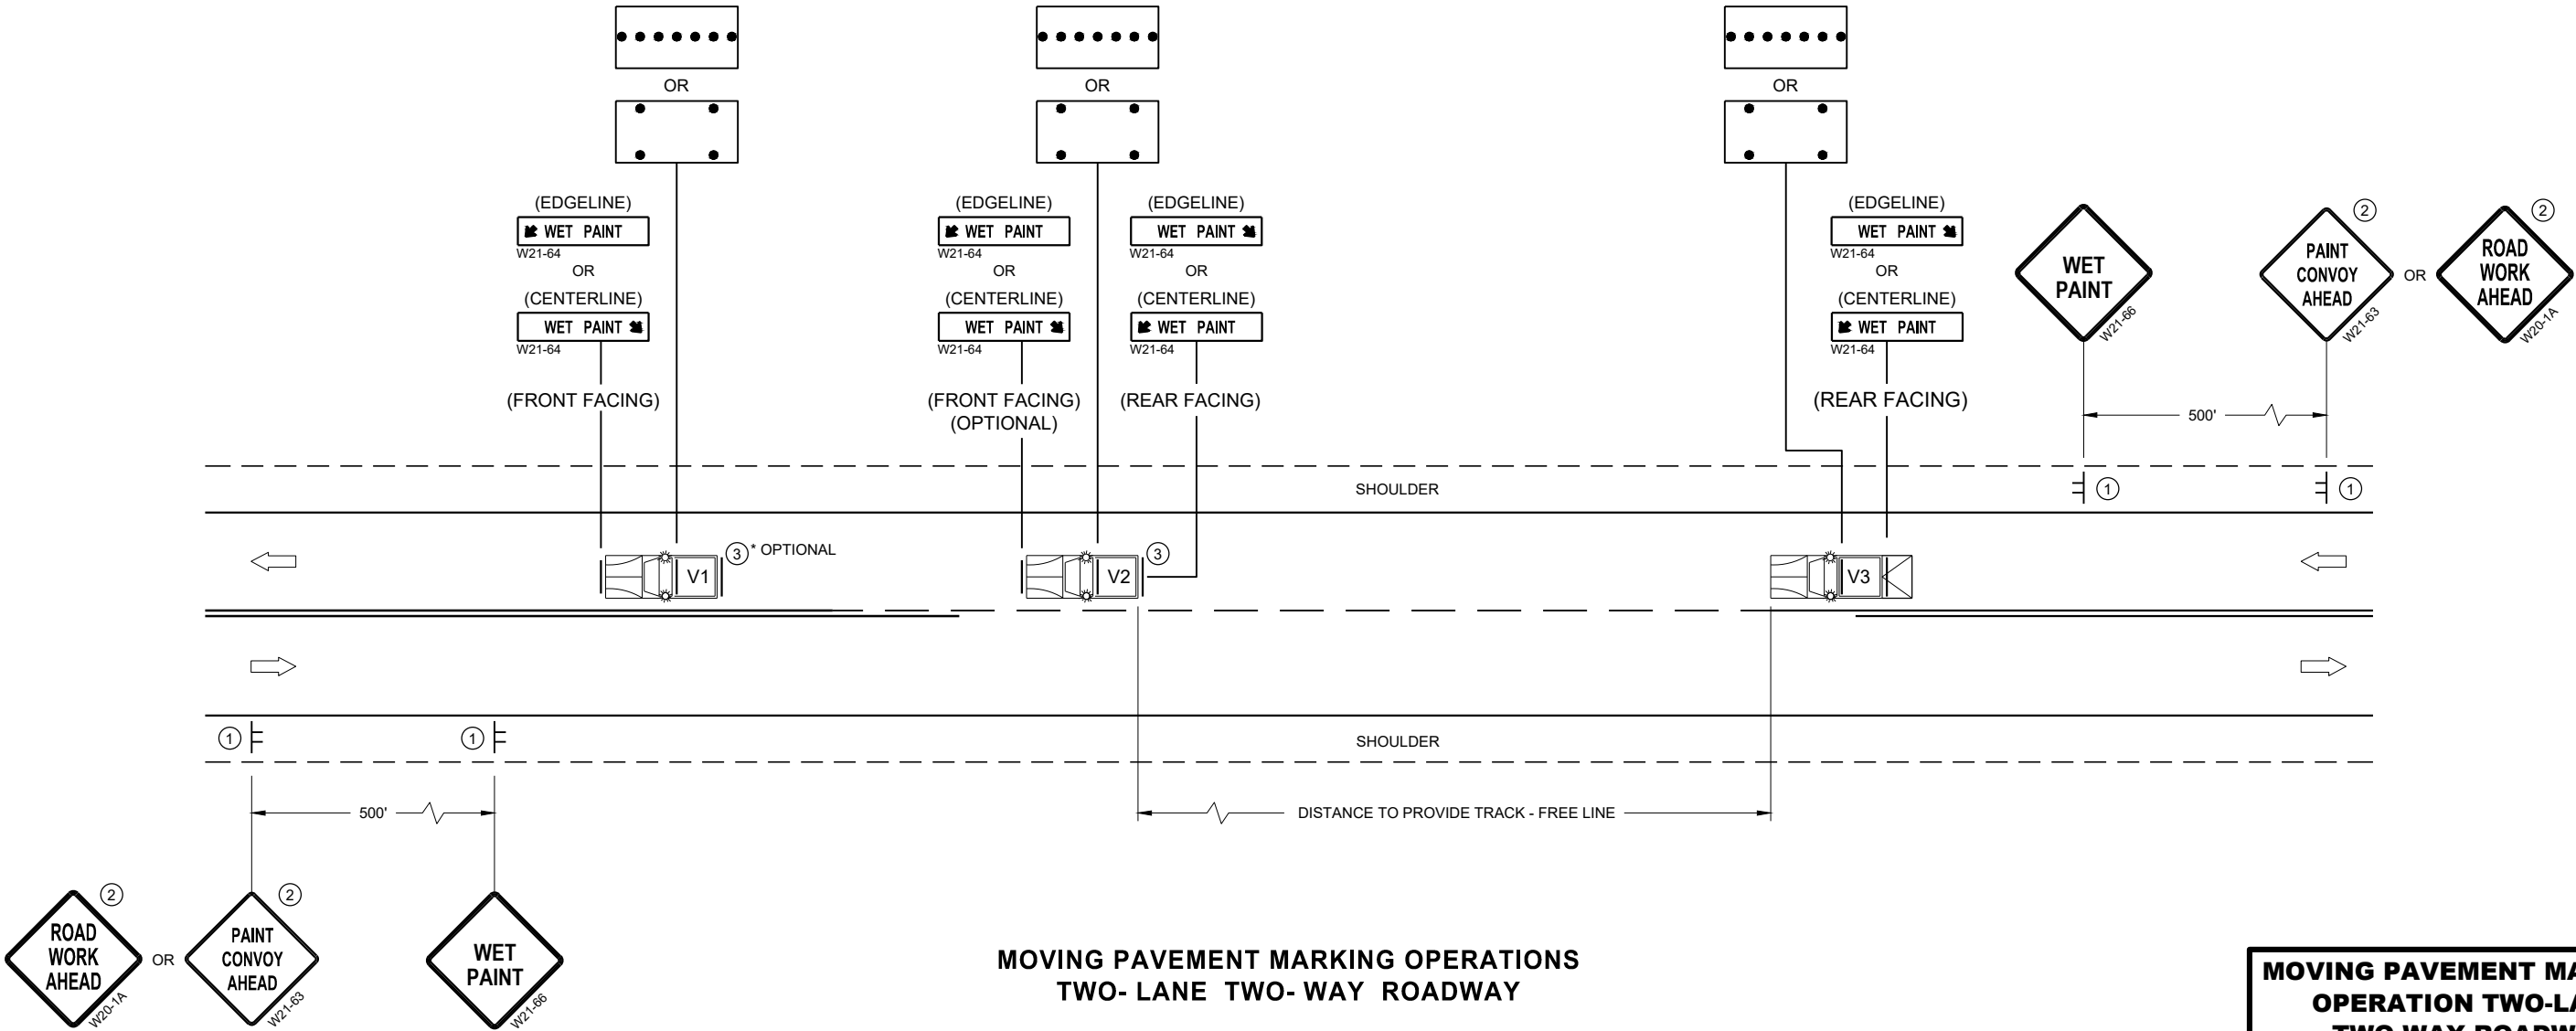 OR
OR
OR
(EDGELINE)
WET PAINT
W21-64
OR
(CENTERLINE)
WET PAINT
W21-64
(FRONT FACING)
(EDGELINE)
WET PAINT
W21-64
OR
(CENTERLINE)
WET PAINT
W21-64
(FRONT FACING)
(OPTIONAL)
(EDGELINE)
WET PAINT
W21-64
OR
(CENTERLINE)
WET PAINT
W21-64
(REAR FACING)
(EDGELINE)
WET PAINT
W21-64
OR
(CENTERLINE)
WET PAINT
W21-64
(REAR FACING)
WET
PAINT
W21-66
2
PAINT
CONVOY
AHEAD
W21-63
OR
2
ROAD
WORK
AHEAD
W20-1A
500'
SHOULDER
1
1
V1
3 * OPTIONAL
V2
3
V3
1
1
SHOULDER
500'
DISTANCE TO PROVIDE TRACK - FREE LINE
2
ROAD
WORK
AHEAD
W20-1A
OR
2
PAINT
CONVOY
AHEAD
W21-63
WET
PAINT
W21-66
MOVING PAVEMENT MARKING OPERATIONS
TWO- LANE TWO- WAY ROADWAY
MOVING PAVEMENT
OPERATION